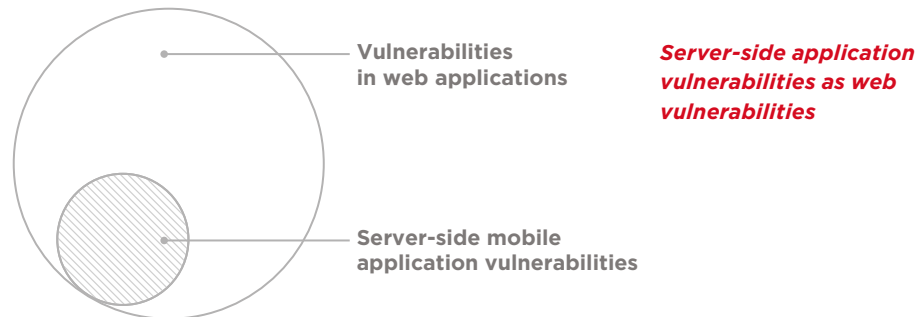 Vulnerabilities
in web applications
Server-side application
vulnerabilities as web
vulnerabilities
Server-side mobile
application vulnerabilities